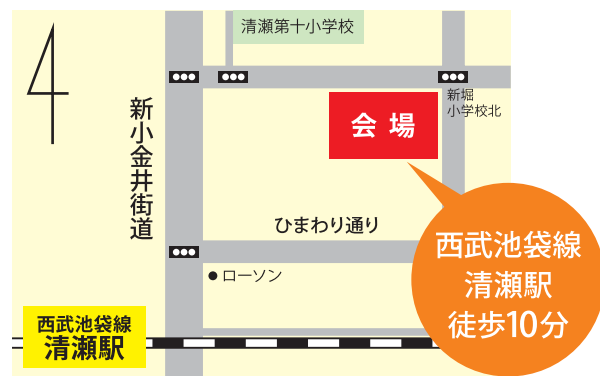 清瀬第十小学校
新堀
小学校北
会場
新小金井街道
ひまわり通り
ローソン
西武池袋線
清瀬駅
西武池袋線
清瀬駅
徒歩10分